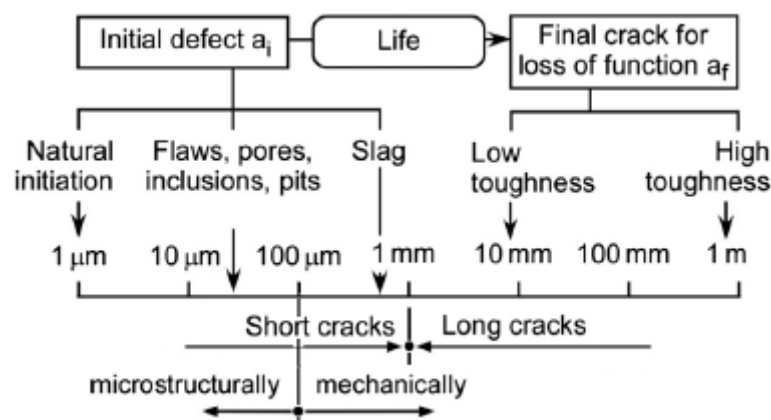 Initial defect aᵢ
Life
Final crack for
loss of function a_f
Natural
initiation
Flaws, pores,
inclusions, pits
Slag
Low
toughness
High
toughness
1 μm
10 μm
100 μm
1 mm
10 mm
100 mm
1 m
Short cracks
Long cracks
microstructurally
mechanically